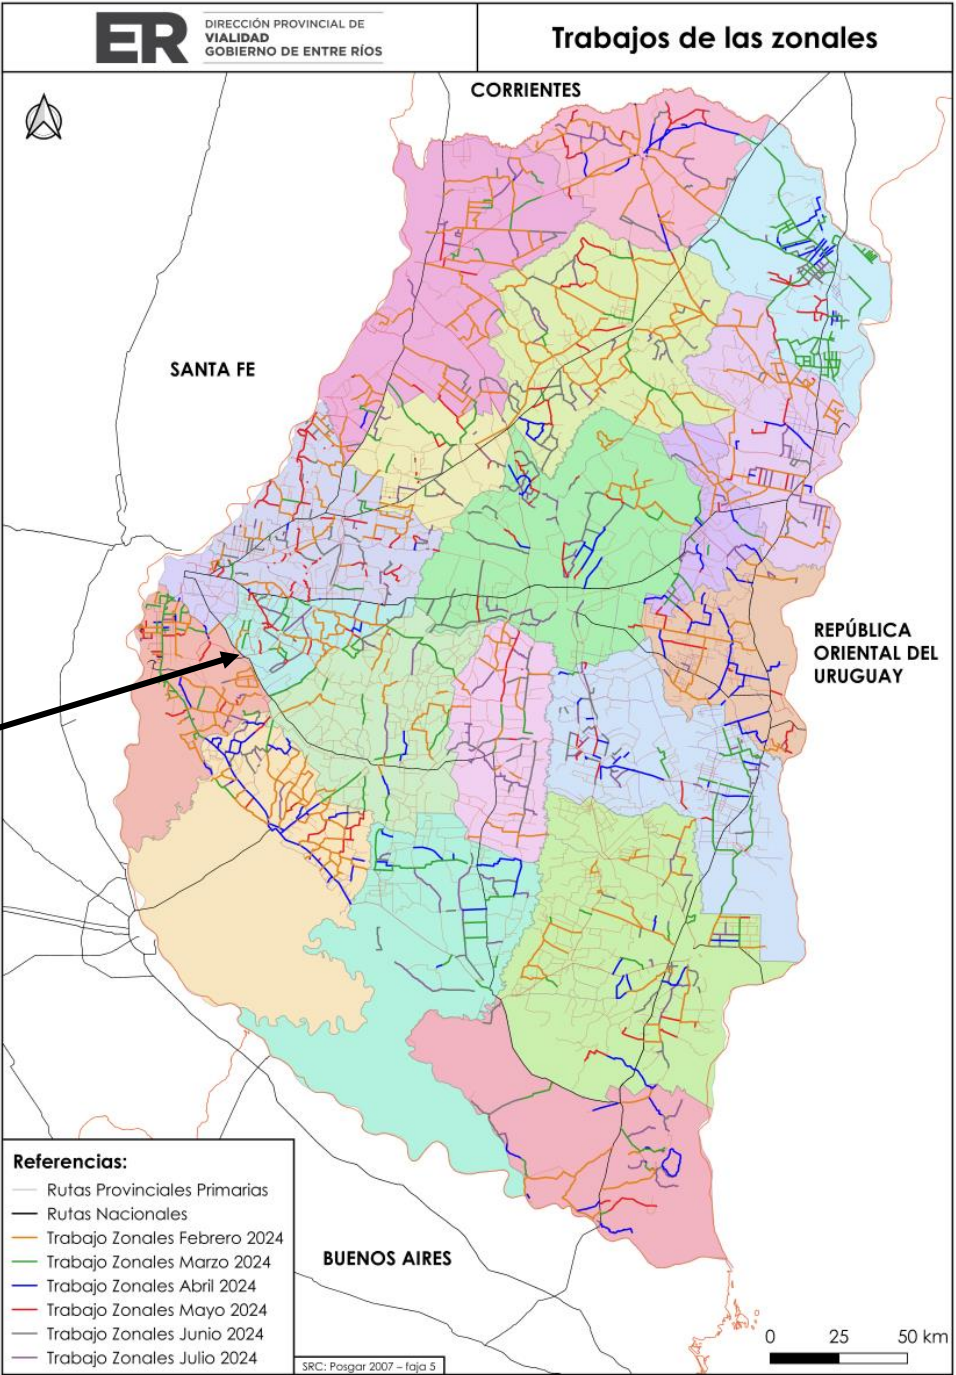 ER
DIRECCIÓN PROVINCIAL DE
VIALIDAD
GOBIERNO DE ENTRE RÍOS
Trabajos de las zonales
CORRIENTES
SANTA FE
REPÚBLICA
ORIENTAL DEL
URUGUAY
BUENOS AIRES
Referencias:
Rutas Provinciales Primarias
Rutas Nacionales
Trabajo Zonales Febrero 2024
Trabajo Zonales Marzo 2024
Trabajo Zonales Abril 2024
Trabajo Zonales Mayo 2024
Trabajo Zonales Junio 2024
Trabajo Zonales Julio 2024
SRC: Posgar 2007 – faja 5
0 25 50 km